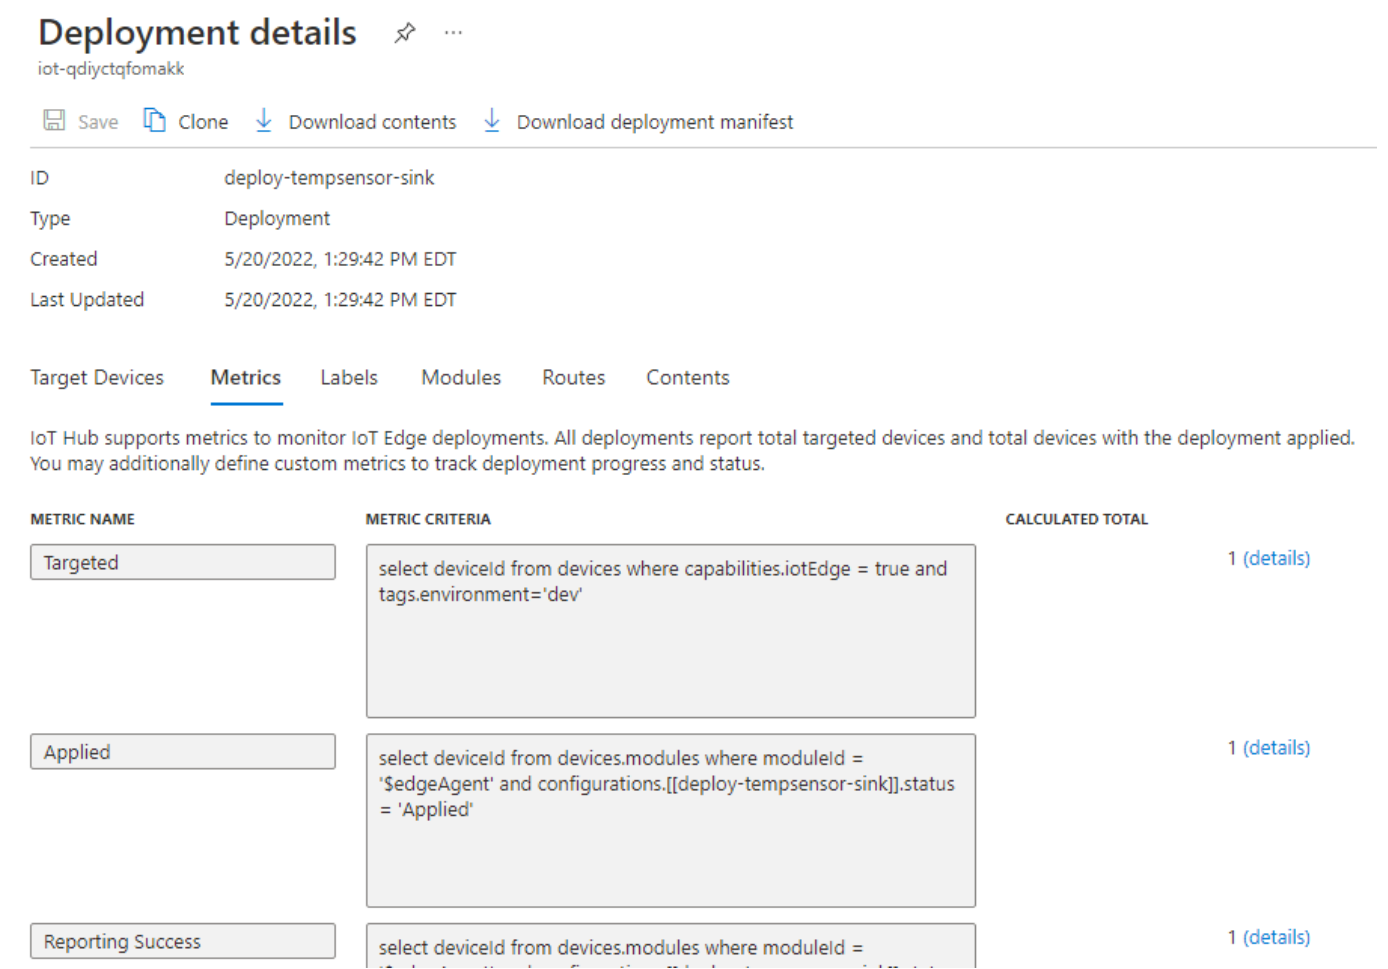 Deployment details
iot-qdiyctqfomakk
Save Clone Download contents Download deployment manifest
ID deploy-tempsensor-sink
Type Deployment
Created 5/20/2022, 1:29:42 PM EDT
Last Updated 5/20/2022, 1:29:42 PM EDT
Target Devices Metrics Labels Modules Routes Contents
IoT Hub supports metrics to monitor IoT Edge deployments. All deployments report total targeted devices and total devices with the deployment applied.
You may additionally define custom metrics to track deployment progress and status.
METRIC NAME METRIC CRITERIA CALCULATED TOTAL
Targeted
select deviceId from devices where capabilities.iotEdge = true and
tags.environment='dev'
1 (details)
Applied
select deviceId from devices.modules where moduleId =
'$edgeAgent' and configurations.[[deploy-tempsensor-sink]].status
= 'Applied'
1 (details)
Reporting Success
select deviceId from devices.modules where moduleId =
1 (details)